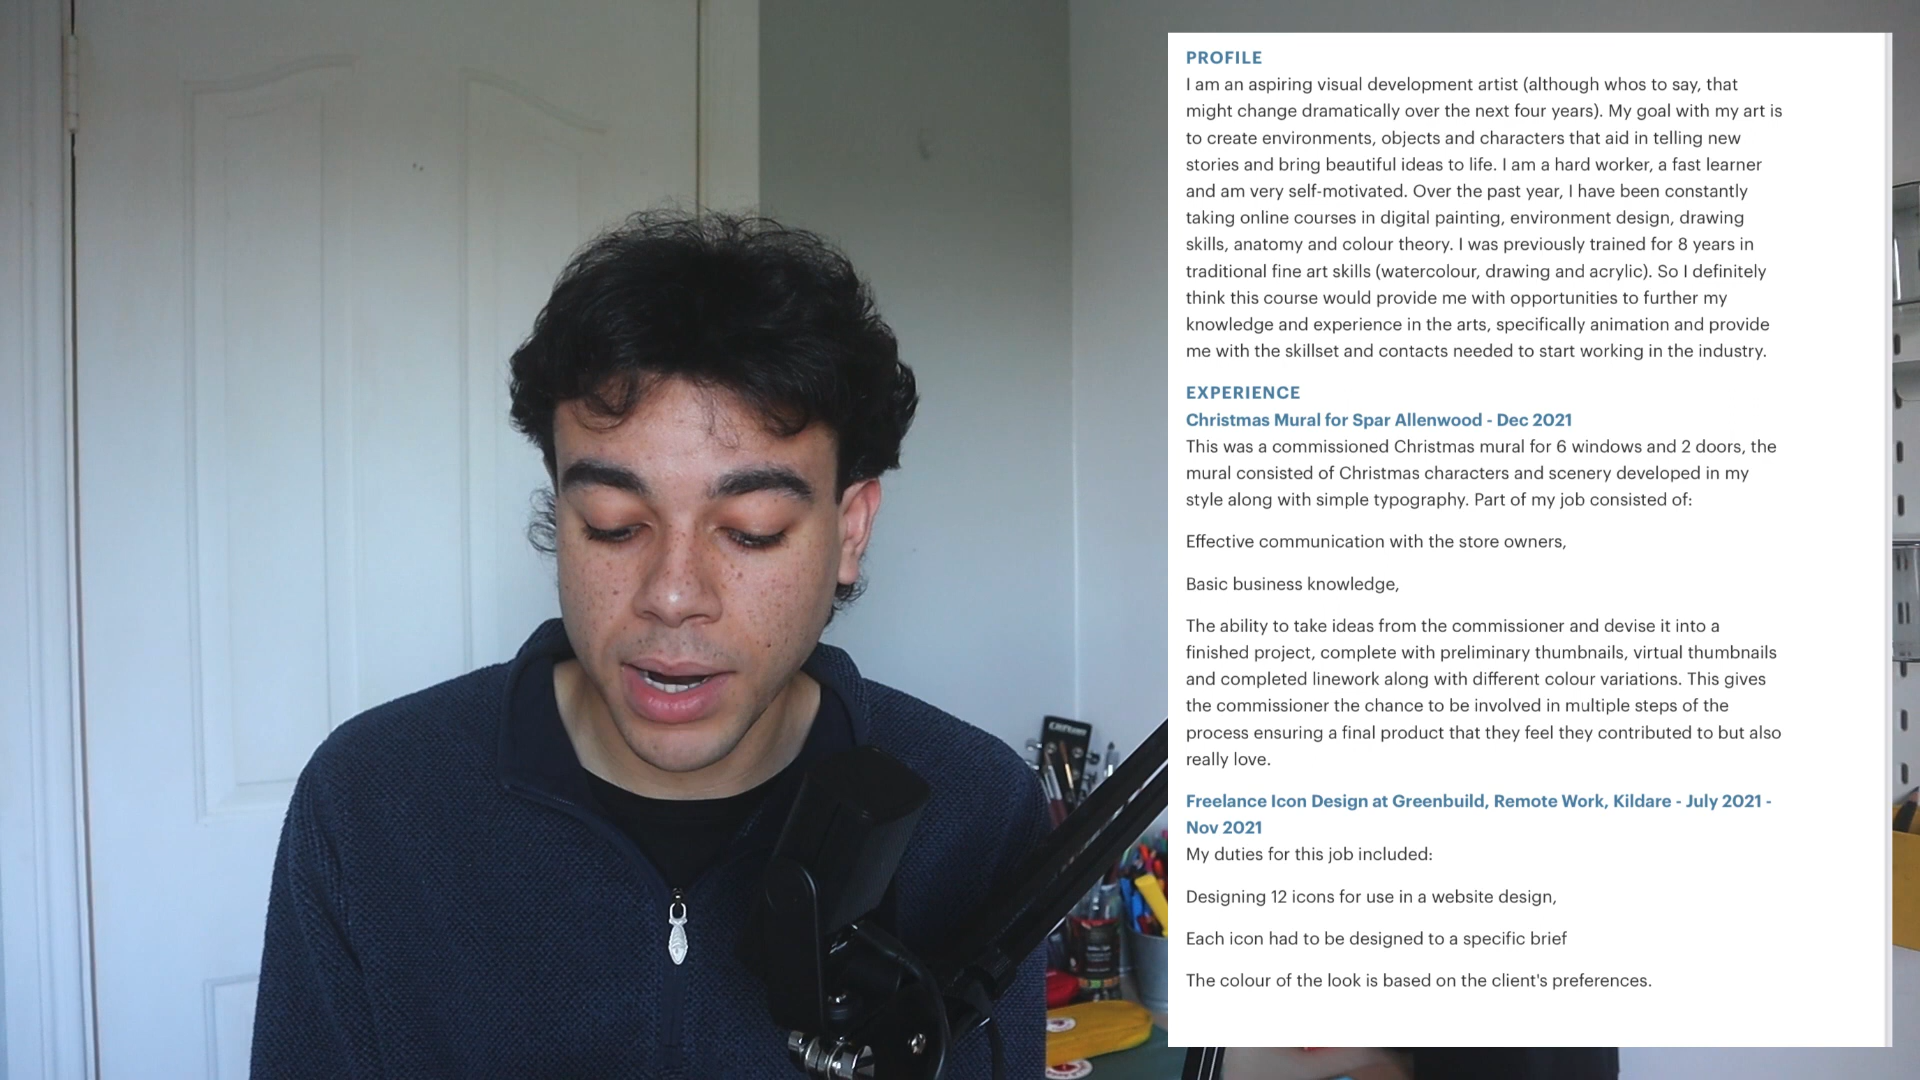 PROFILE
I am an aspiring visual development artist (although whos to say, that
might change dramatically over the next four years). My goal with my art is
to create environments, objects and characters that aid in telling new
stories and bring beautiful ideas to life. I am a hard worker, a fast learner
and am very self-motivated. Over the past year, I have been constantly
taking online courses in digital painting, environment design, drawing
skills, anatomy and colour theory. I was previously trained for 8 years in
traditional fine art skills (watercolour, drawing and acrylic). So I definitely
think this course would provide me with opportunities to further my
knowledge and experience in the arts, specifically animation and provide
me with the skillset and contacts needed to start working in the industry.
EXPERIENCE
Christmas Mural for Spar Allenwood - Dec 2021
This was a commissioned Christmas mural for 6 windows and 2 doors, the
mural consisted of Christmas characters and scenery developed in my
style along with simple typography. Part of my job consisted of:
Effective communication with the store owners,
Basic business knowledge,
The ability to take ideas from the commissioner and devise it into a
finished project, complete with preliminary thumbnails, virtual thumbnails
and completed linework along with different colour variations. This gives
the commissioner the chance to be involved in multiple steps of the
process ensuring a final product that they feel they contributed to but also
really love.
Freelance Icon Design at Greenbuild, Remote Work, Kildare - July 2021 -
Nov 2021
My duties for this job included:
Designing 12 icons for use in a website design,
Each icon had to be designed to a specific brief
The colour of the look is based on the client's preferences.